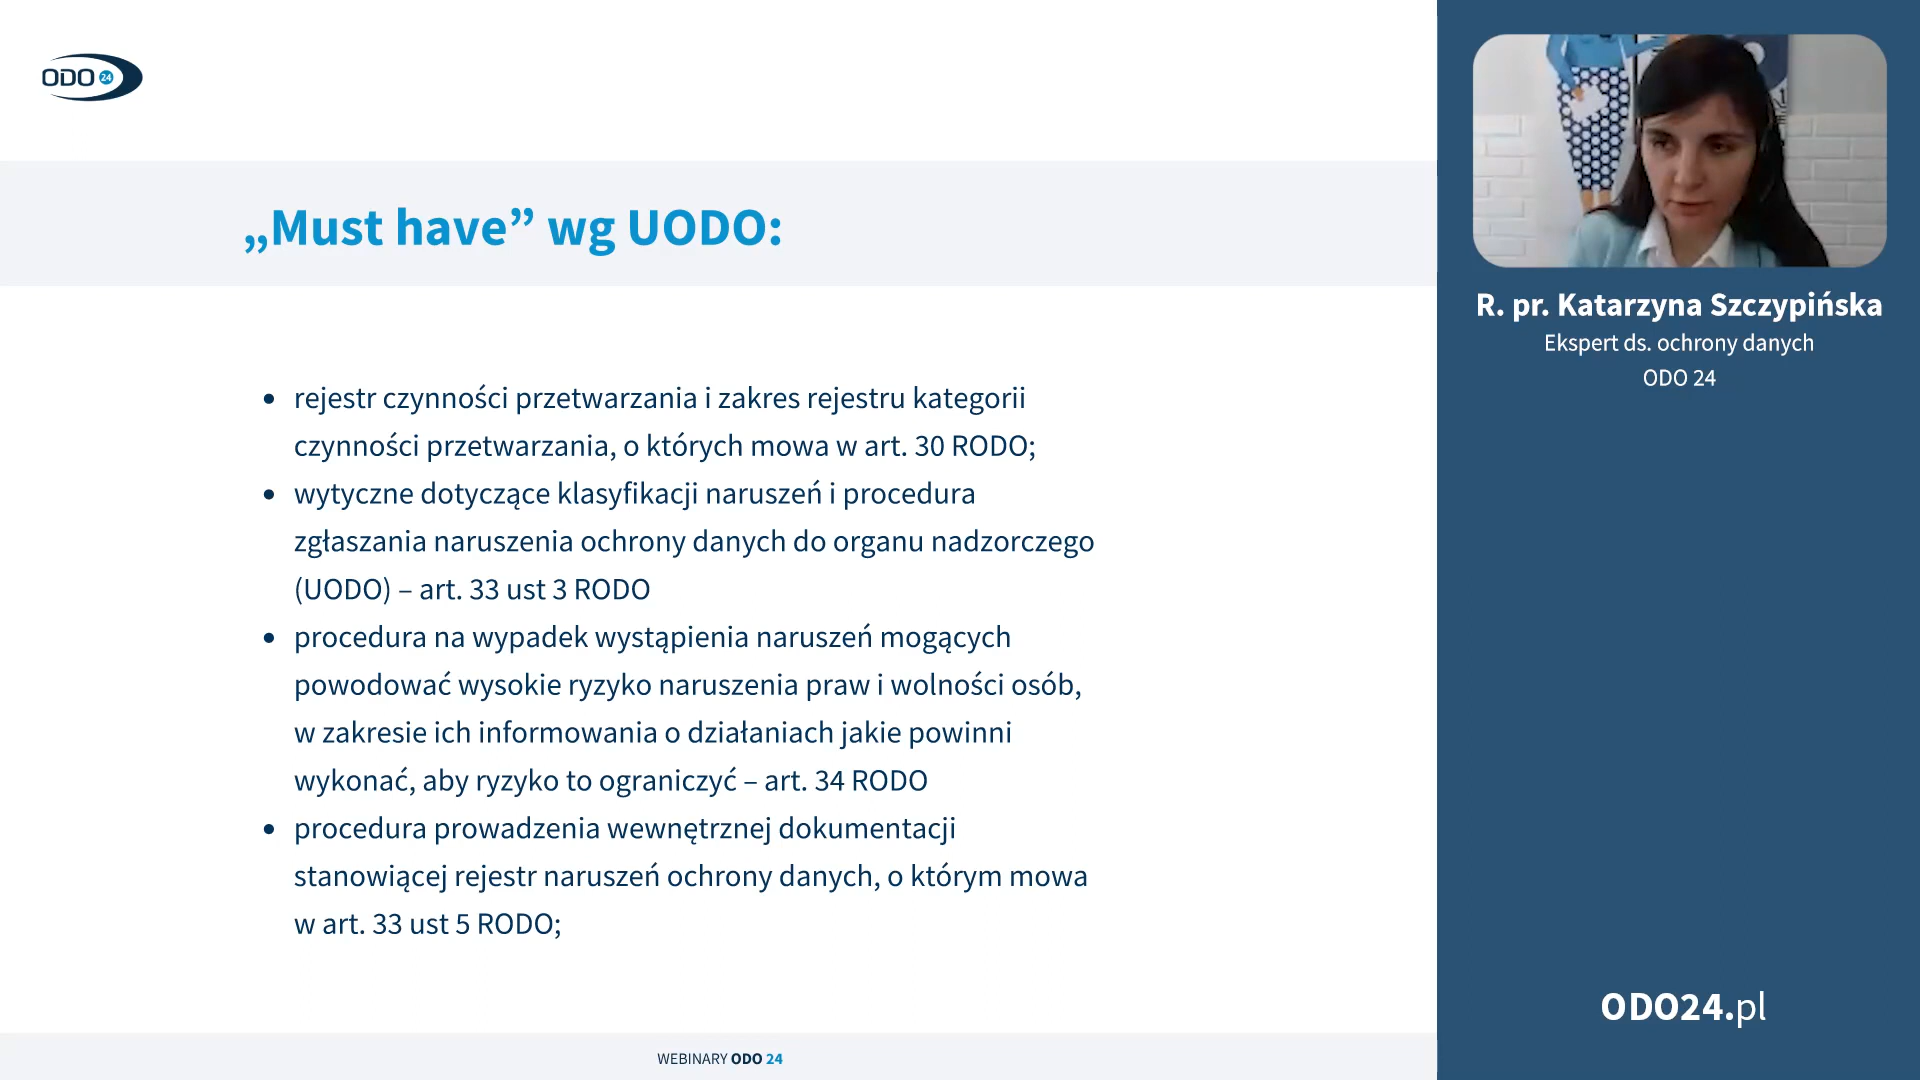 ODO 24
„Must have” wg UODO:
• rejestr czynności przetwarzania i zakres rejestru kategorii
czynności przetwarzania, o których mowa w art. 30 RODO;
• wytyczne dotyczące klasyfikacji naruszeń i procedura
zgłaszania naruszenia ochrony danych do organu nadzorczego
(UODO) – art. 33 ust 3 RODO
• procedura na wypadek wystąpienia naruszeń mogących
powodować wysokie ryzyko naruszenia praw i wolności osób,
w zakresie ich informowania o działaniach jakie powinni
wykonać, aby ryzyko to ograniczyć – art. 34 RODO
• procedura prowadzenia wewnętrznej dokumentacji
stanowiącej rejestr naruszeń ochrony danych, o którym mowa
w art. 33 ust 5 RODO;
WEBINARY ODO 24
R. pr. Katarzyna Szczypińska
Ekspert ds. ochrony danych
ODO 24
ODO24.pl